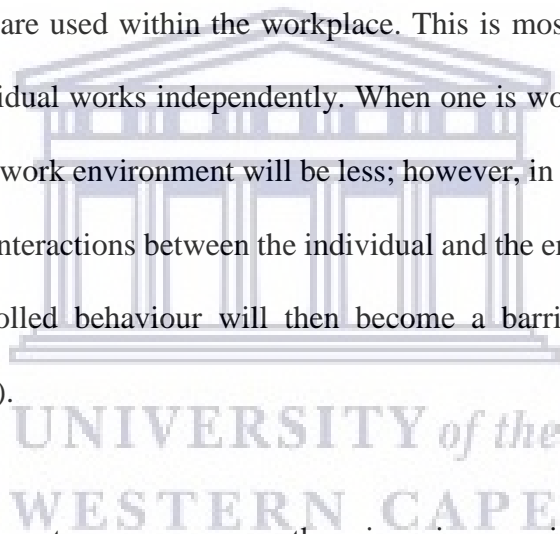 are used within the workplace. This is mos
idual works independently. When one is wo
work environment will be less; however, in
nteractions between the individual and the e
olled behaviour will then become a barri
).
UNIVERSITY of the
WESTERN CAPE